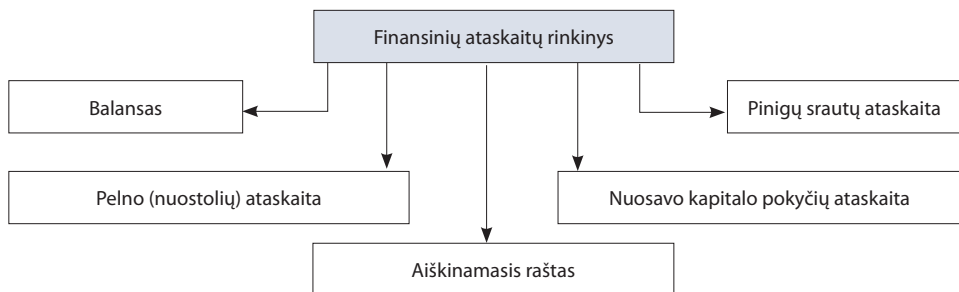 Finansinių ataskaitų rinkinys
Balansas
Pinigų srautų ataskaita
Pelno (nuostolių) ataskaita
Nuosavo kapitalo pokyčių ataskaita
Aiškinamasis raštas